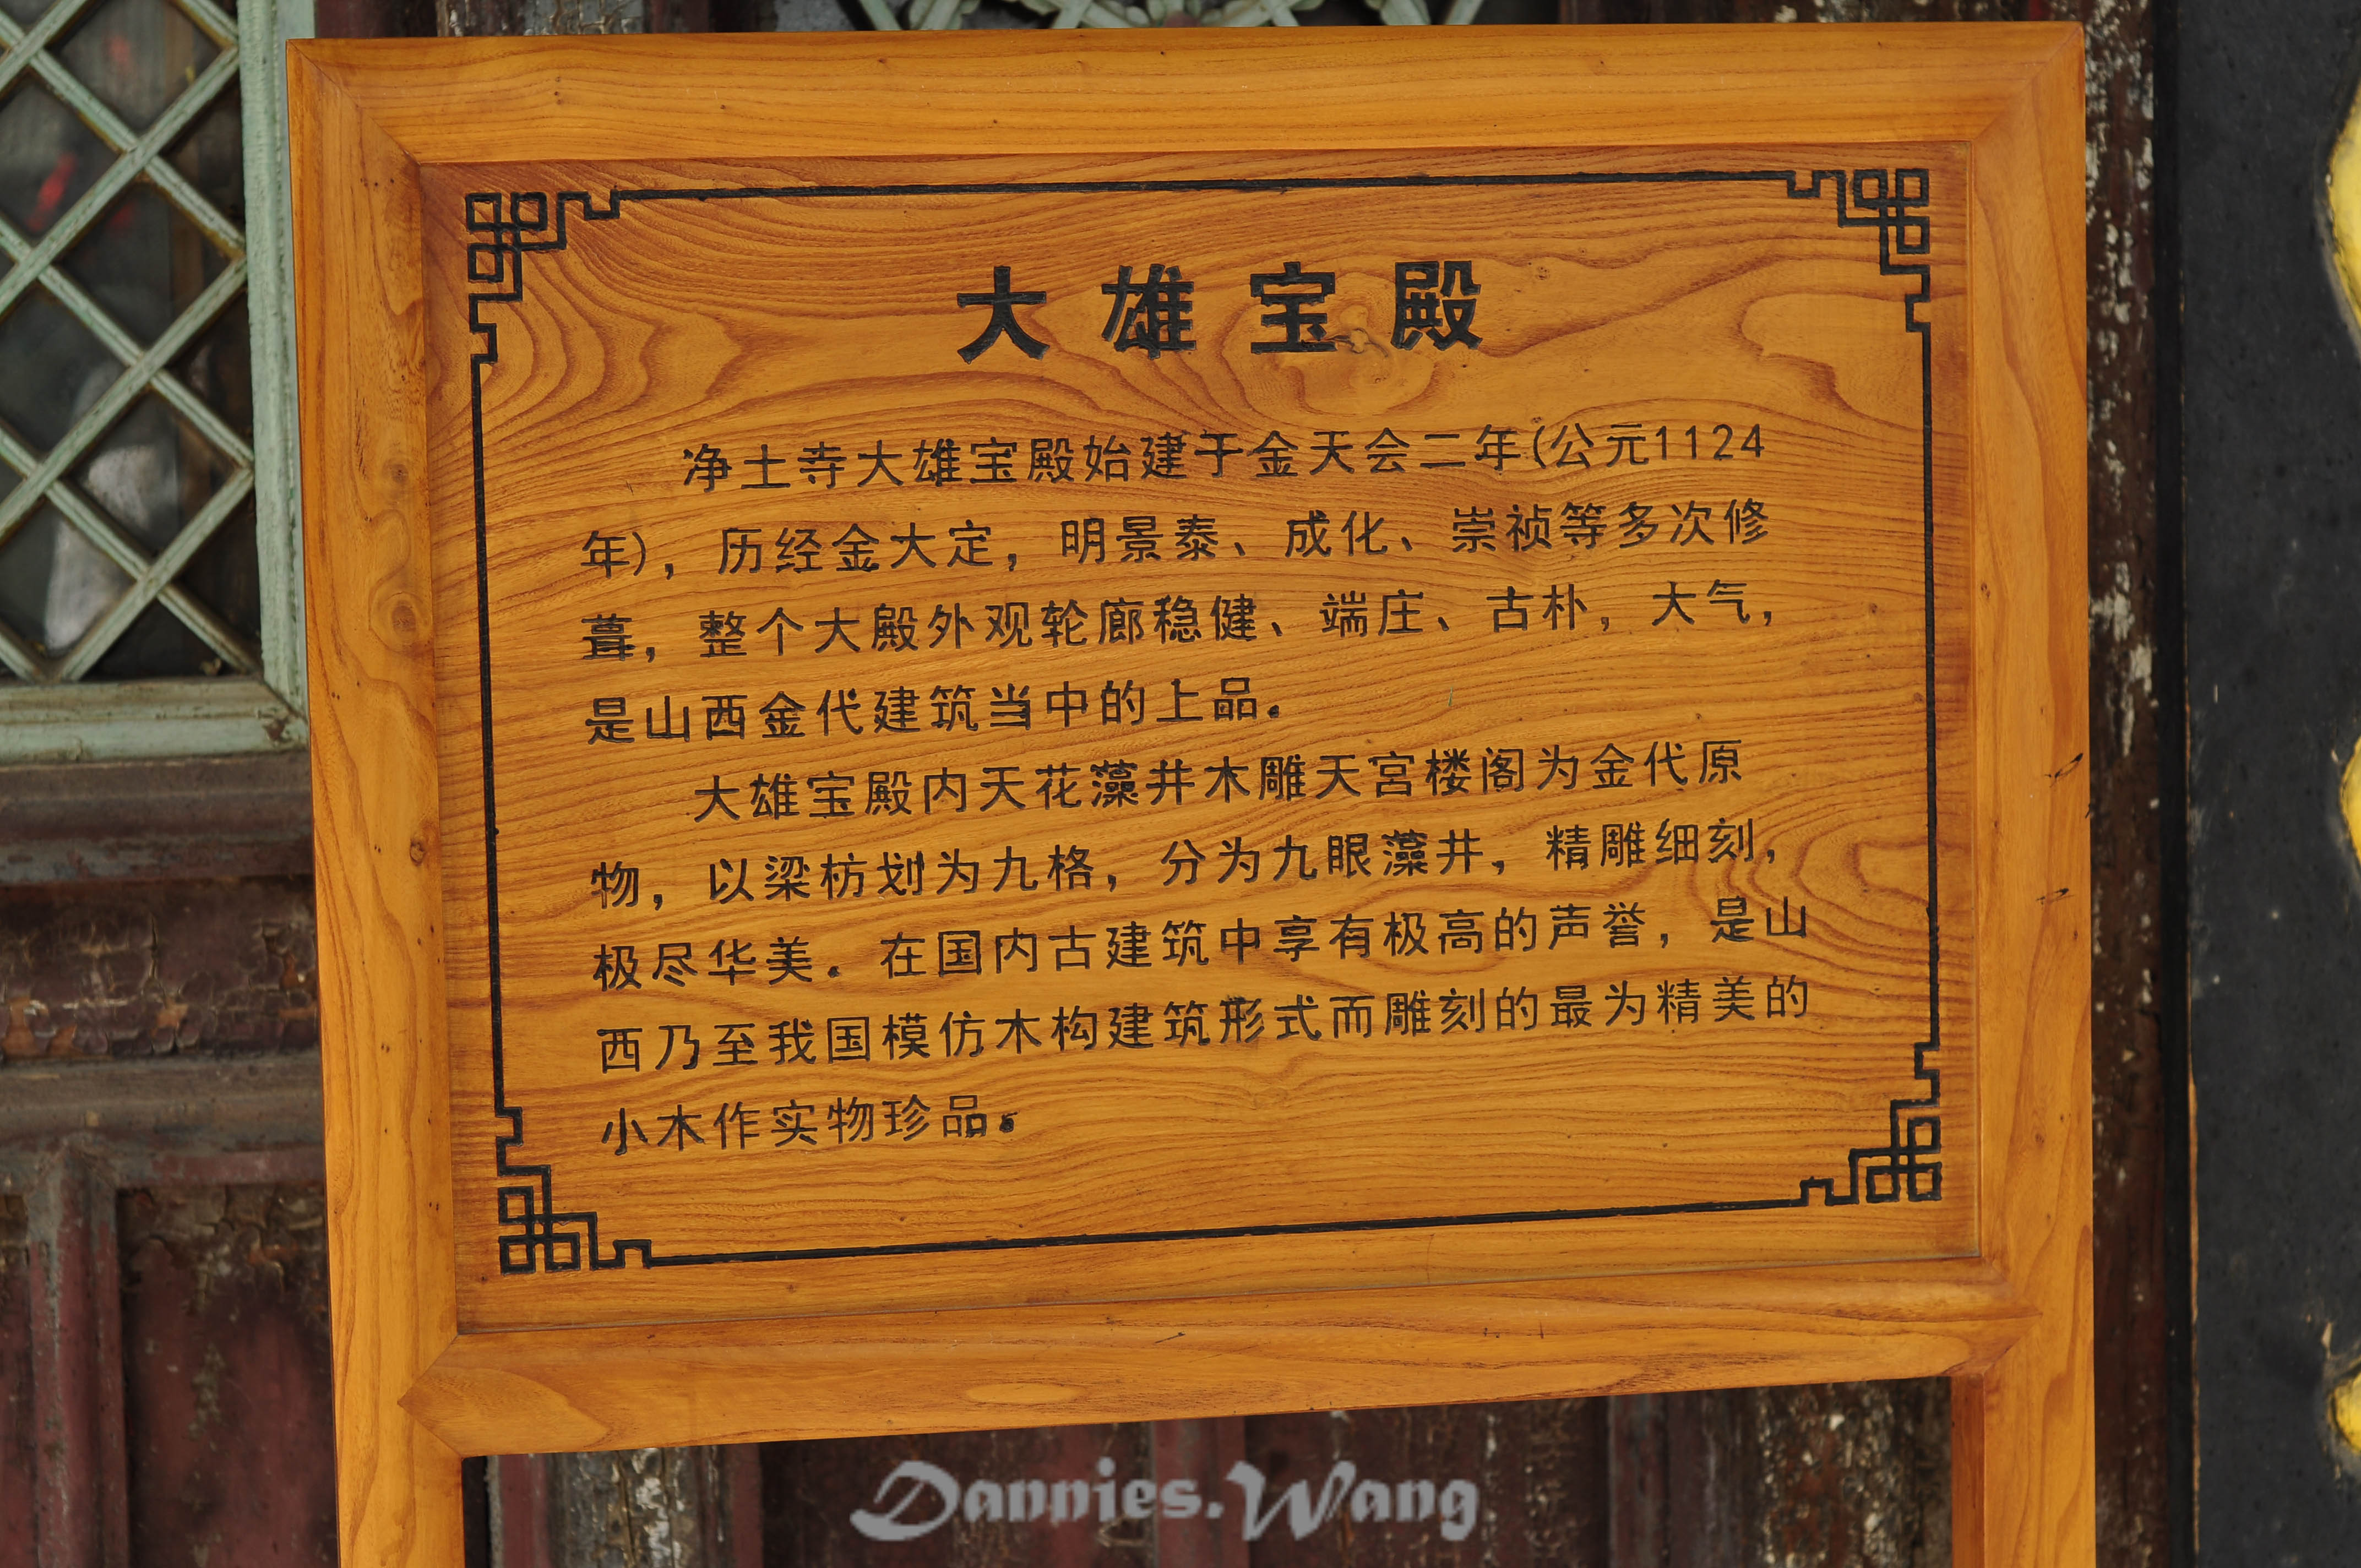 大雄宝殿
净土寺大雄宝殿始建于金天会二年(公元1124
年)，历经金大定，明景泰、成化、崇祯等多次修
葺，整个大殿外观轮廊稳健、端庄、古朴，大气，
是山西金代建筑当中的上品。
大雄宝殿内天花藻井木雕天宫楼阁为金代原
物，以梁枋划为九格，分为九眼藻井，精雕细刻，
极尽华美。在国内古建筑中享有极高的声誉，是山
西乃至我国模仿木构建筑形式而雕刻的最为精美的
小木作实物珍品。
Dannies.Wang